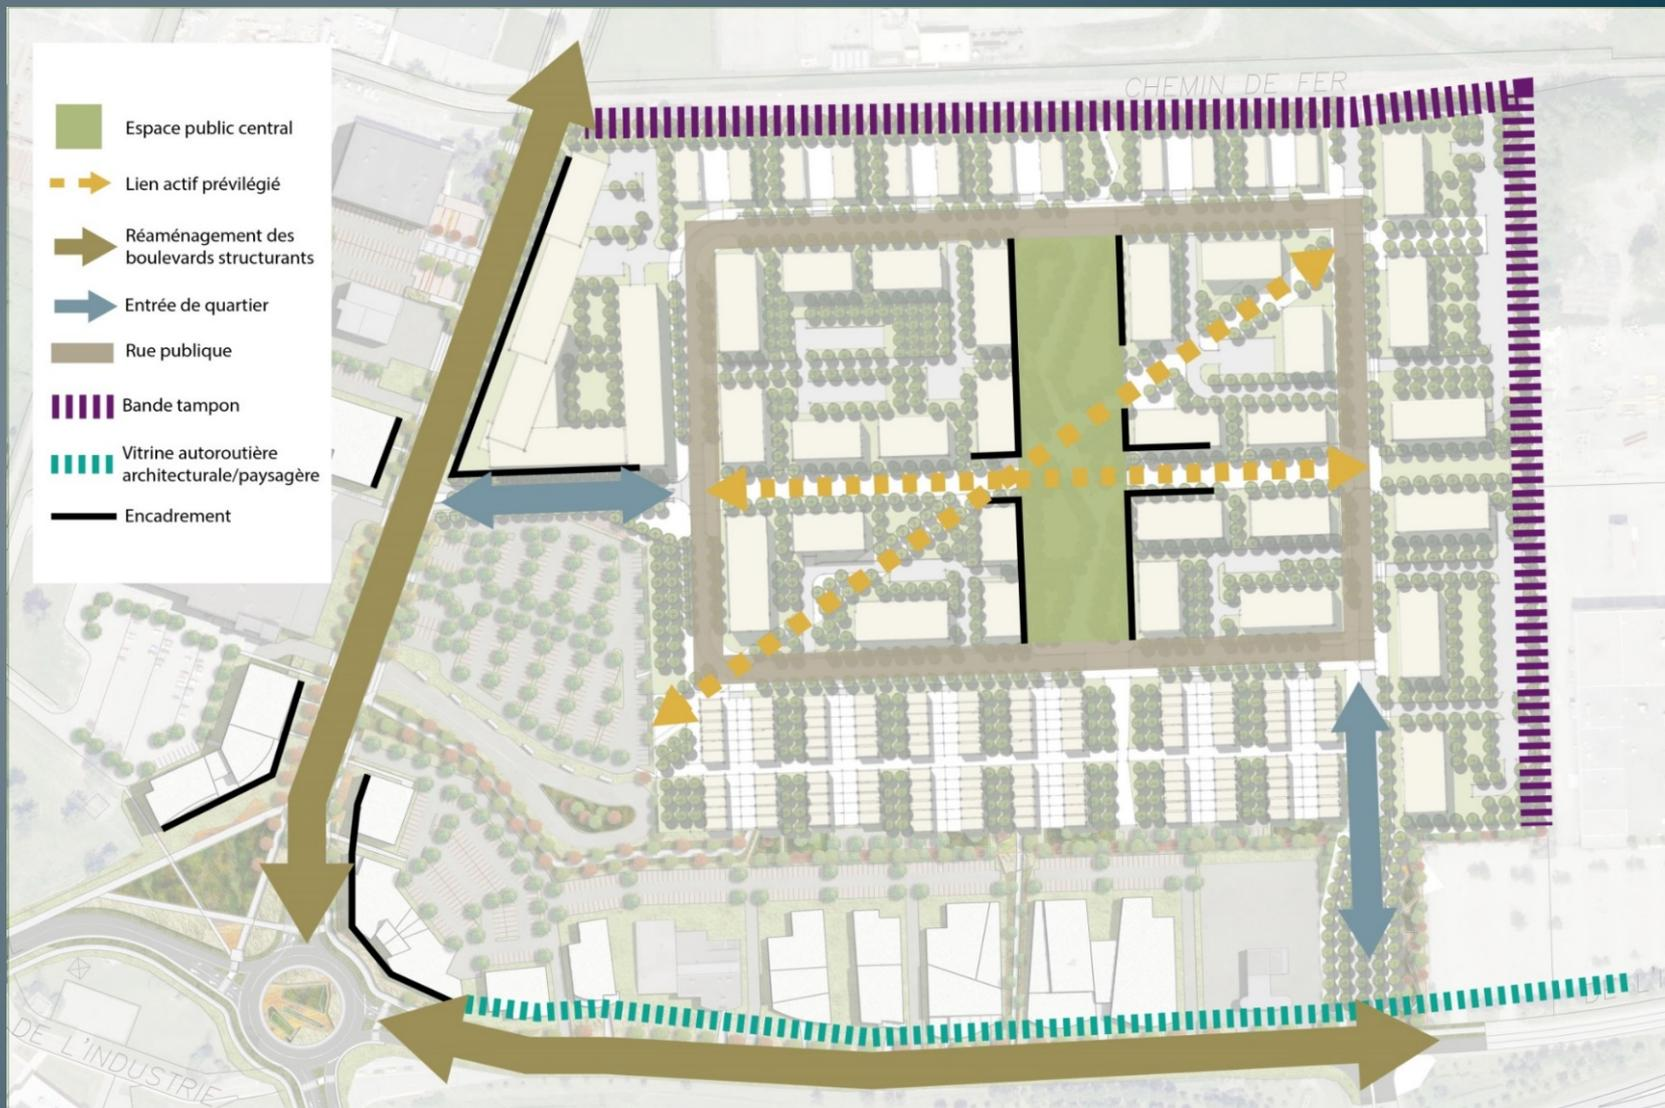 CHEMIN DE FER
Espace public central
Lien actif prévilégié
Réaménagement des
boulevards structurants
Entrée de quartier
Rue publique
Bande tampon
Vitrine autoroutière
architecturale/paysagère
Encadrement
DE L'INDUSTRIE